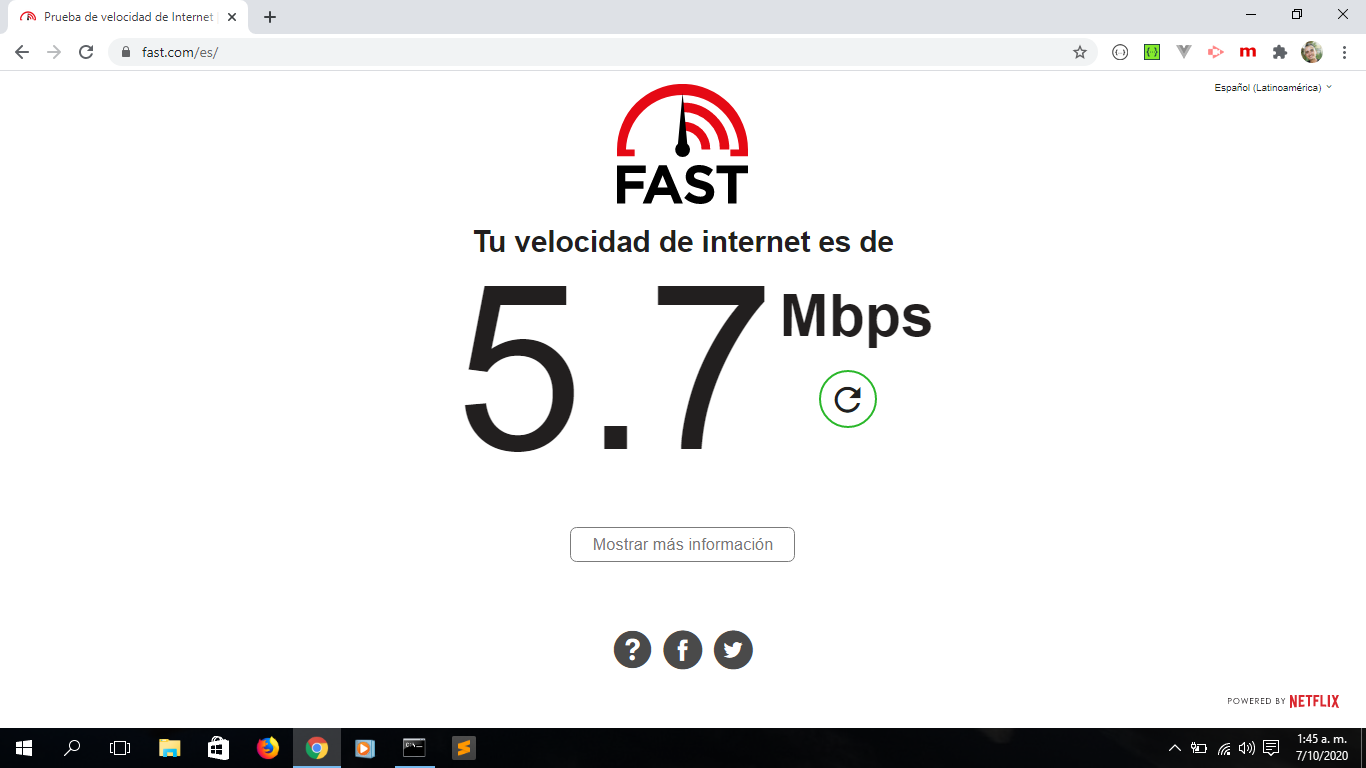 Prueba de velocidad de Internet
fast.com/es/
m
Español (Latinoamérica)
FAST
Tu velocidad de internet es de
5.7 Mbps
Mostrar más información
POWERED BY NETFLIX
1:45 a. m.
7/10/2020